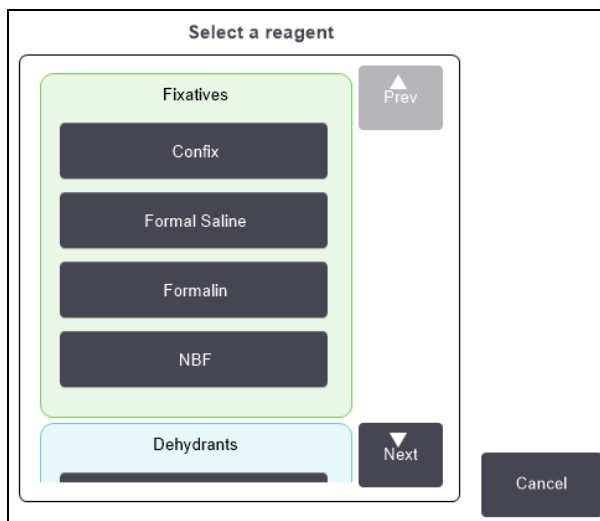 Select a reagent
Fixatives
Prev
Confix
Formal Saline
Formalin
NBF
Dehydrants
Next
Cancel